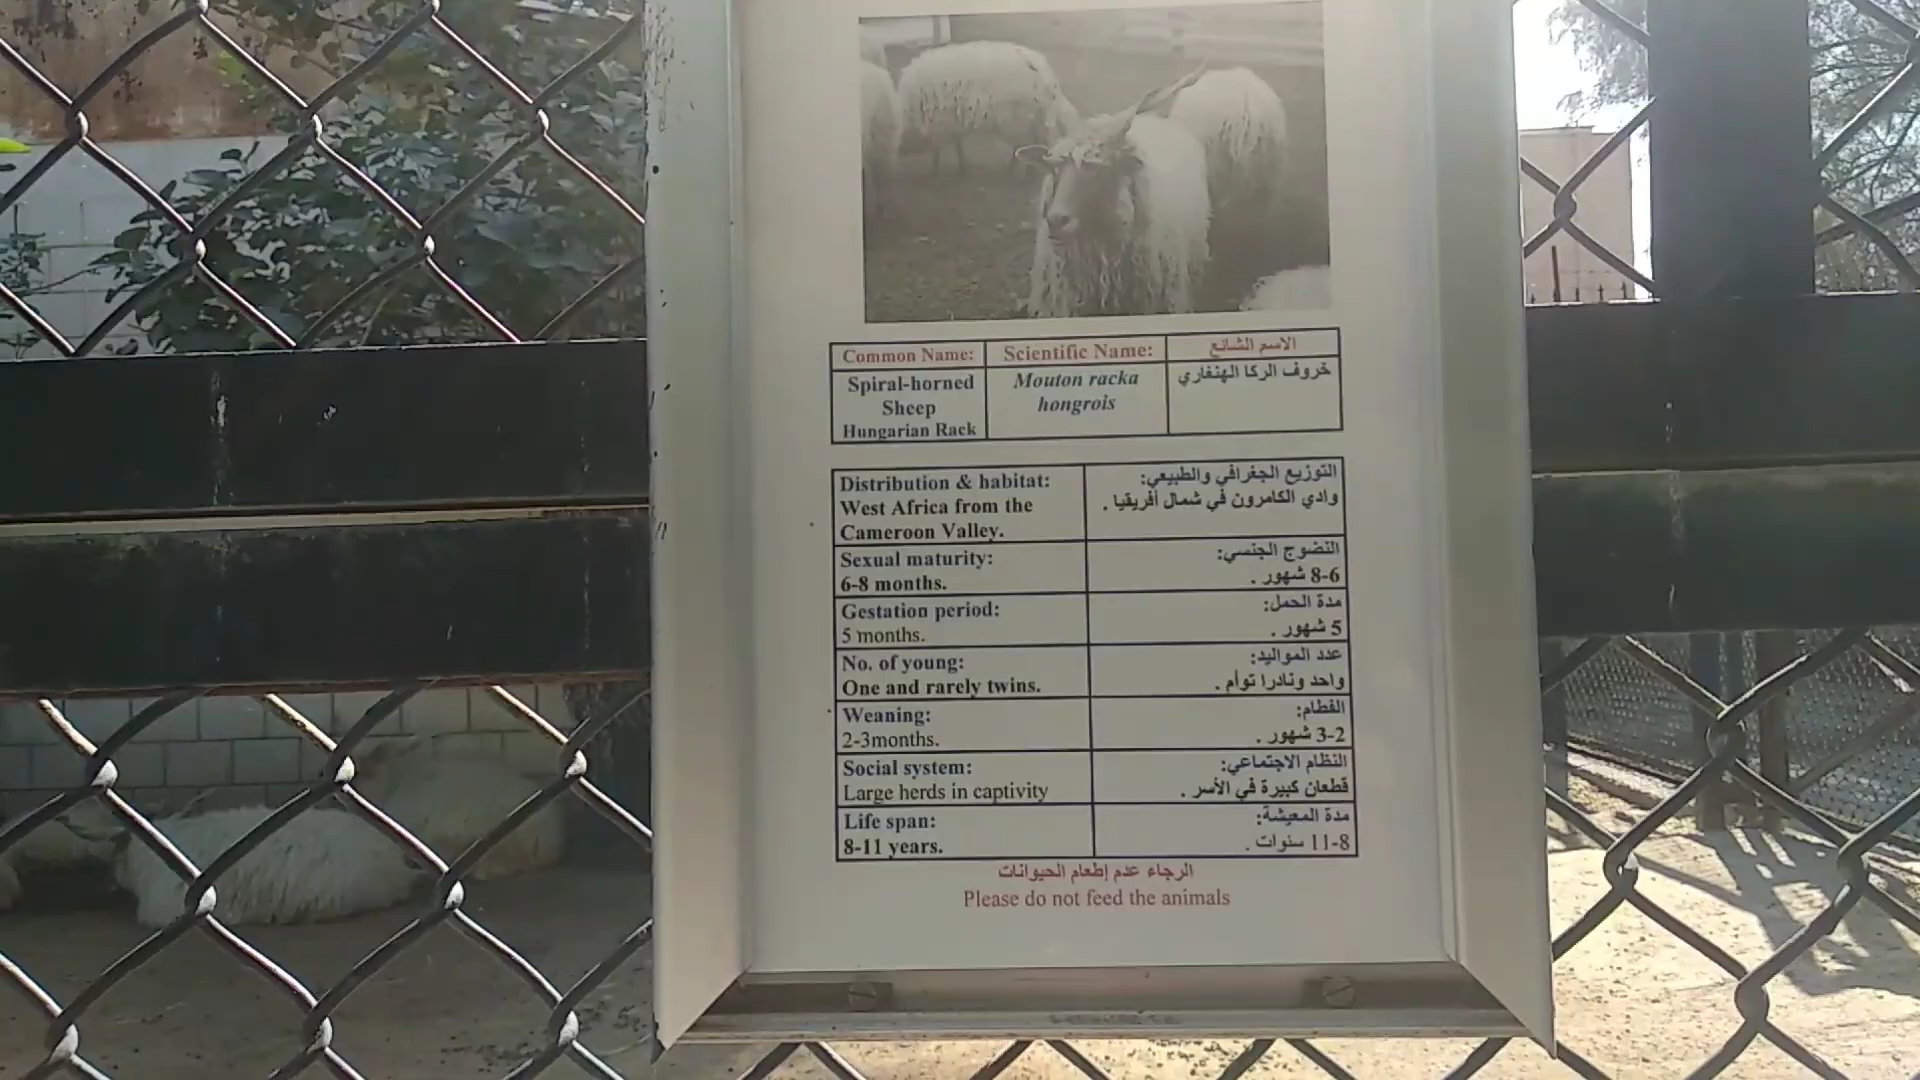 Common Name:
Scientific Name:
الاسم الشائع
Spiral-horned
Sheep
Hungarian Rack
Mouton racka
hongrois
خروف الركا الهنغاري
Distribution & habitat:
West Africa from the
Cameroon Valley.
التوزيع الجغرافي والطبيعي:
وادي الكامرون في شمال أفريقيا .
Sexual maturity:
6-8 months.
النضوج الجنسي:
8-6 شهور .
Gestation period:
5 months.
مدة الحمل:
5 شهور .
No. of young:
One and rarely twins.
عدد المواليد:
واحد ونادرا توأم .
Weaning:
2-3months.
الفطام:
3-2 شهور .
Social system:
Large herds in captivity
النظام الاجتماعي:
قطعان كبيرة في الأسر .
Life span:
8-11 years.
مدة المعيشة:
11-8 سنوات .
الرجاء عدم إطعام الحيوانات
Please do not feed the animals